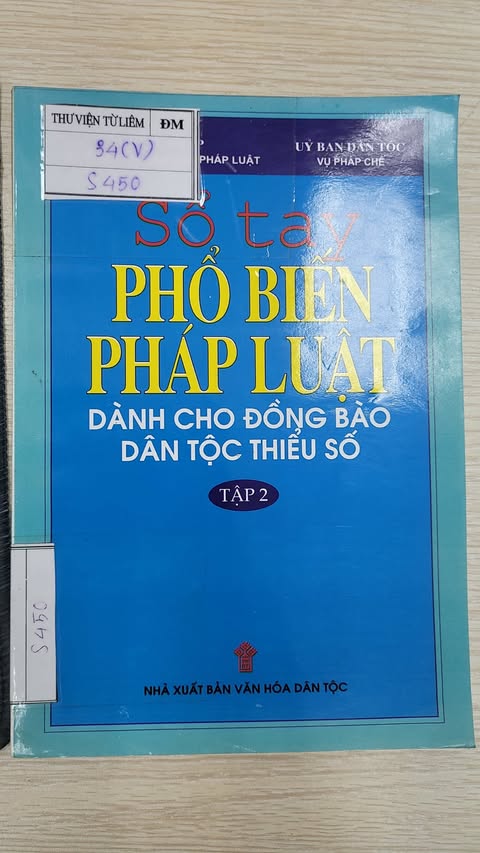 THƯ VIỆN TỪ LIÊM ĐM
34(V)
S450
PHÁP LUẬT
UỶ BAN DÂN TỘC
VỤ PHÁP CHẾ
Sổ tay
PHỔ BIẾN
PHÁP LUẬT
DÀNH CHO ĐỒNG BÀO
DÂN TỘC THIỂU SỐ
TẬP 2
S450
NHÀ XUẤT BẢN VĂN HÓA DÂN TỘC